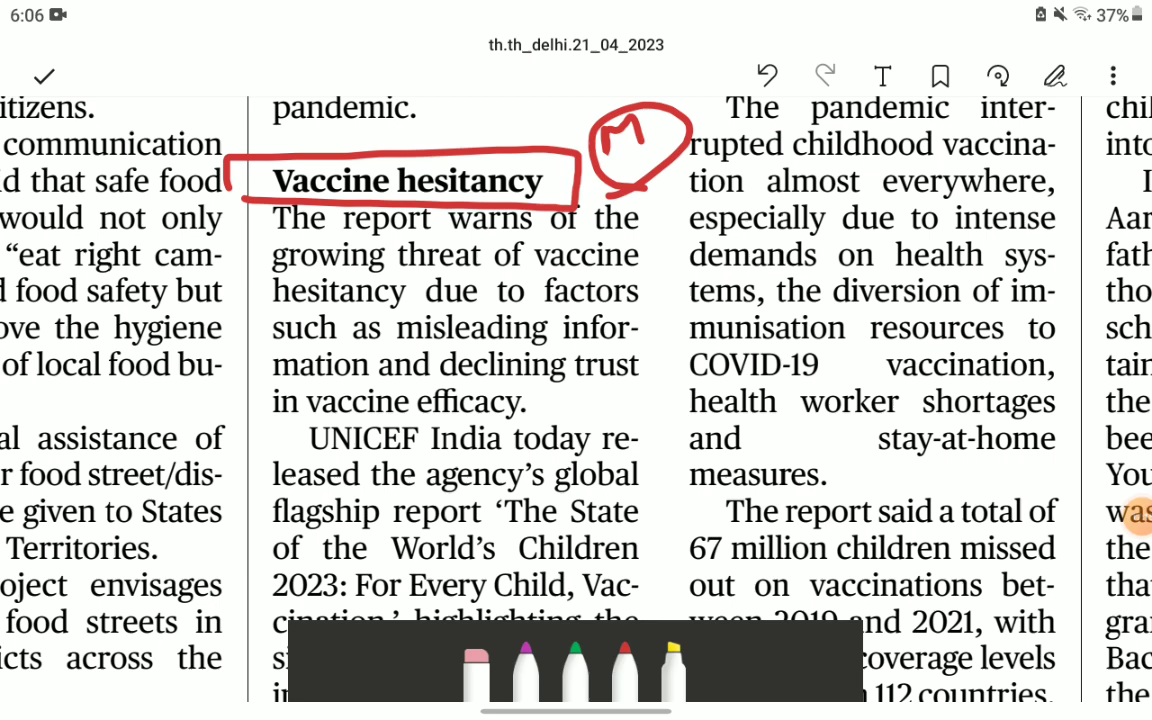 6:06
37%
th.th_delhi.21_04_2023
T
itizens.
communication
d that safe food
would not only
“eat right cam-
d food safety but
ove the hygiene
of local food bu-
al assistance of
r food street/dis-
e given to States
Territories.
oject envisages
food streets in
icts across the
pandemic.
M
Vaccine hesitancy
The report warns of the
growing threat of vaccine
hesitancy due to factors
such as misleading infor-
mation and declining trust
in vaccine efficacy.
UNICEF India today re-
leased the agency’s global
flagship report ‘The State
of the World’s Children
2023: For Every Child, Vac-
cination,’ highlighting the
The pandemic inter-
rupted childhood vaccina-
tion almost everywhere,
especially due to intense
demands on health sys-
tems, the diversion of im-
munisation resources to
COVID-19 vaccination,
health worker shortages
and stay-at-home
measures.
The report said a total of
67 million children missed
out on vaccinations bet-
ween 2019 and 2021, with
coverage levels
112 countries.
chil
into
I
Aar
fath
tho
sch
tain
the
bee
You
was
the
that
gra
Bac
the